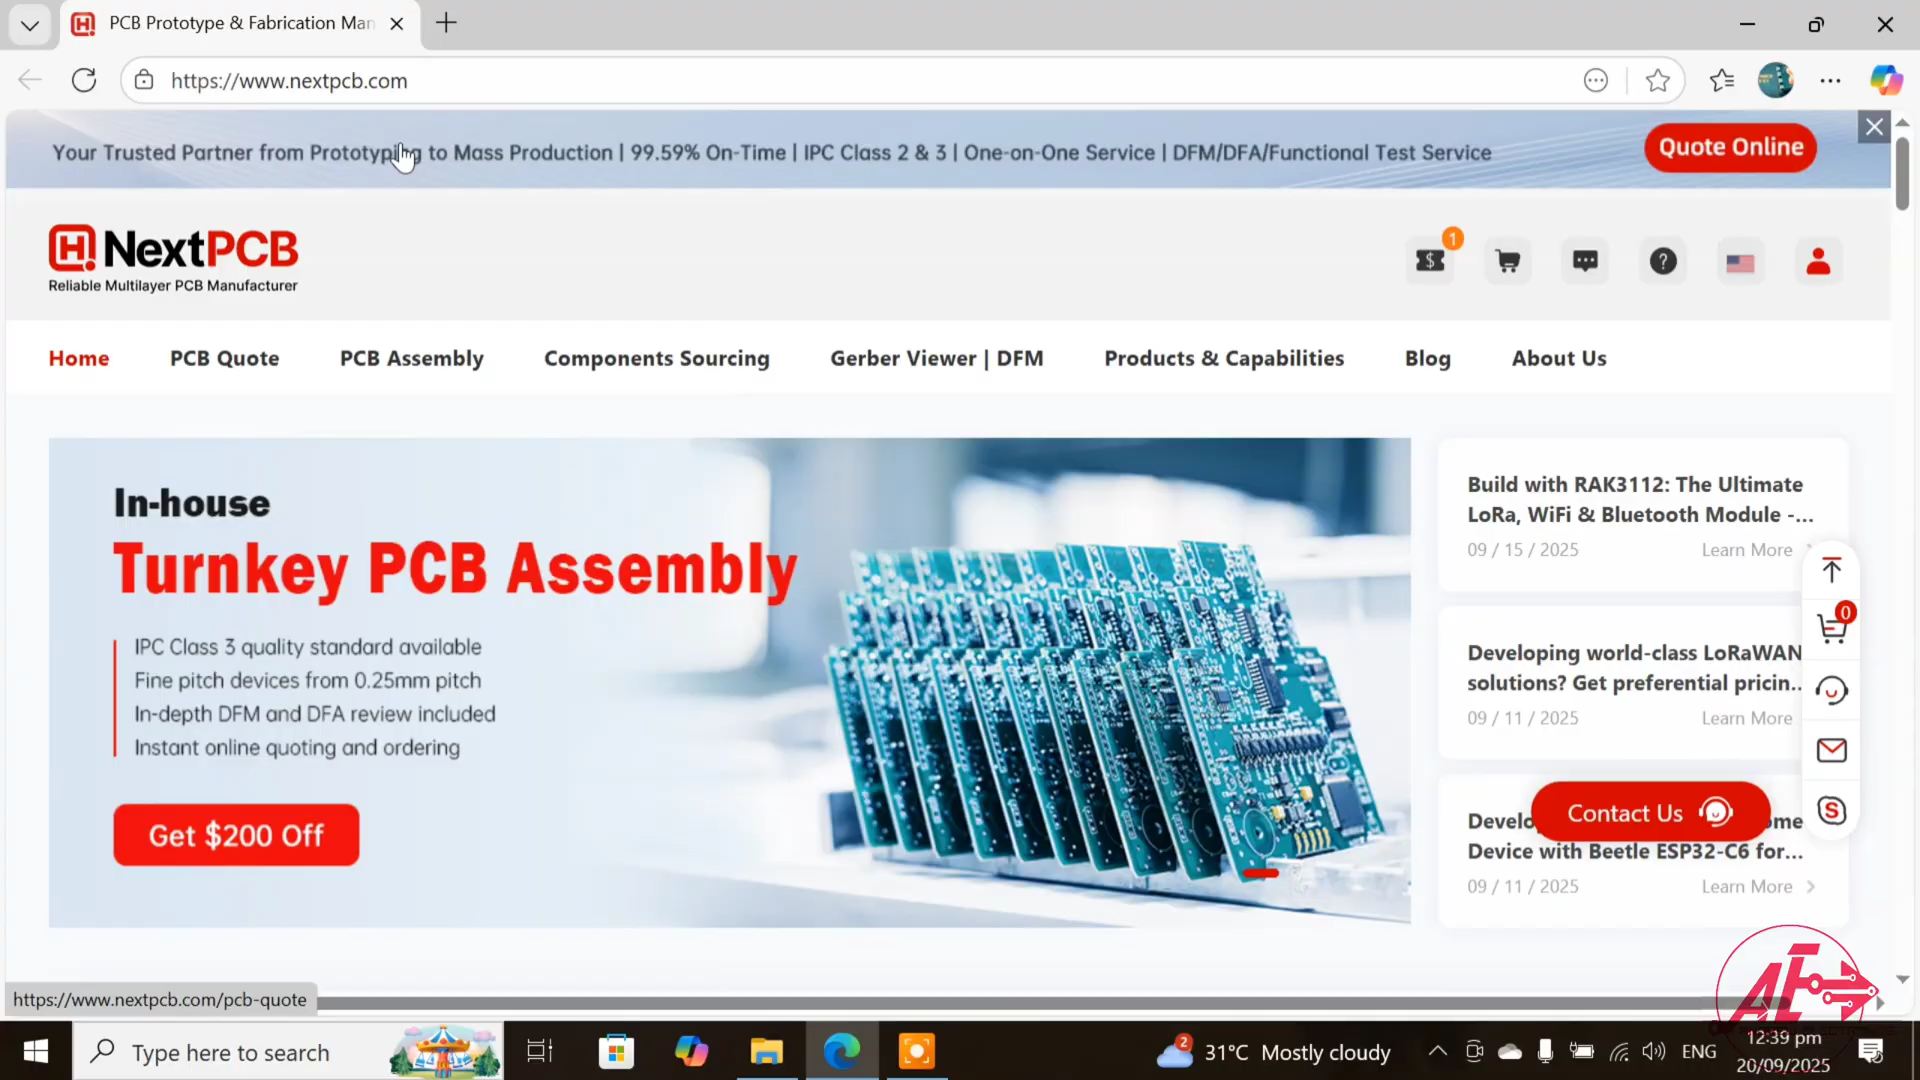 PCB Prototype & Fabrication Man
https://www.nextpcb.com
Your Trusted Partner from Prototyping to Mass Production | 99.59% On-Time | IPC Class 2 & 3 | One-on-One Service | DFM/DFA/Functional Test Service
Quote Online
H NextPCB
Reliable Multilayer PCB Manufacturer
1
Home
PCB Quote
PCB Assembly
Components Sourcing
Gerber Viewer | DFM
Products & Capabilities
Blog
About Us
In-house
Turnkey PCB Assembly
IPC Class 3 quality standard available
Fine pitch devices from 0.25mm pitch
In-depth DFM and DFA review included
Instant online quoting and ordering
Get $200 Off
Build with RAK3112: The Ultimate
LoRa, WiFi & Bluetooth Module -...
09 / 15 / 2025
Learn More
Developing world-class LoRaWAN
solutions? Get preferential pricin..
09 / 11 / 2025
Learn More
Device with Beetle ESP32-C6 for...
09 / 11 / 2025
Learn More
0
Contact Us
https://www.nextpcb.com/pcb-quote
Type here to search
2
31°C Mostly cloudy
ENG
12:39 pm
20/09/2025